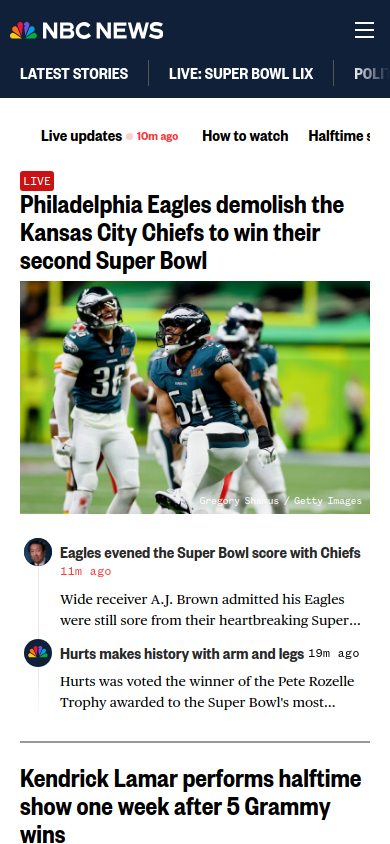 NBC NEWS
LATEST STORIES LIVE: SUPER BOWL LIX
Live updates 10m ago How to watch Halftime
LIVE
Philadelphia Eagles demolish the
Kansas City Chiefs to win their
second Super Bowl
36
54
Gregory Shamus / Getty Images
Eagles evened the Super Bowl score with Chiefs
11m ago
Wide receiver A.J. Brown admitted his Eagles
were still sore from their heartbreaking Super...
Hurts makes history with arm and legs 19m ago
Hurts was voted the winner of the Pete Rozelle
Trophy awarded to the Super Bowl's most...
Kendrick Lamar performs halftime
show one week after 5 Grammy
wins